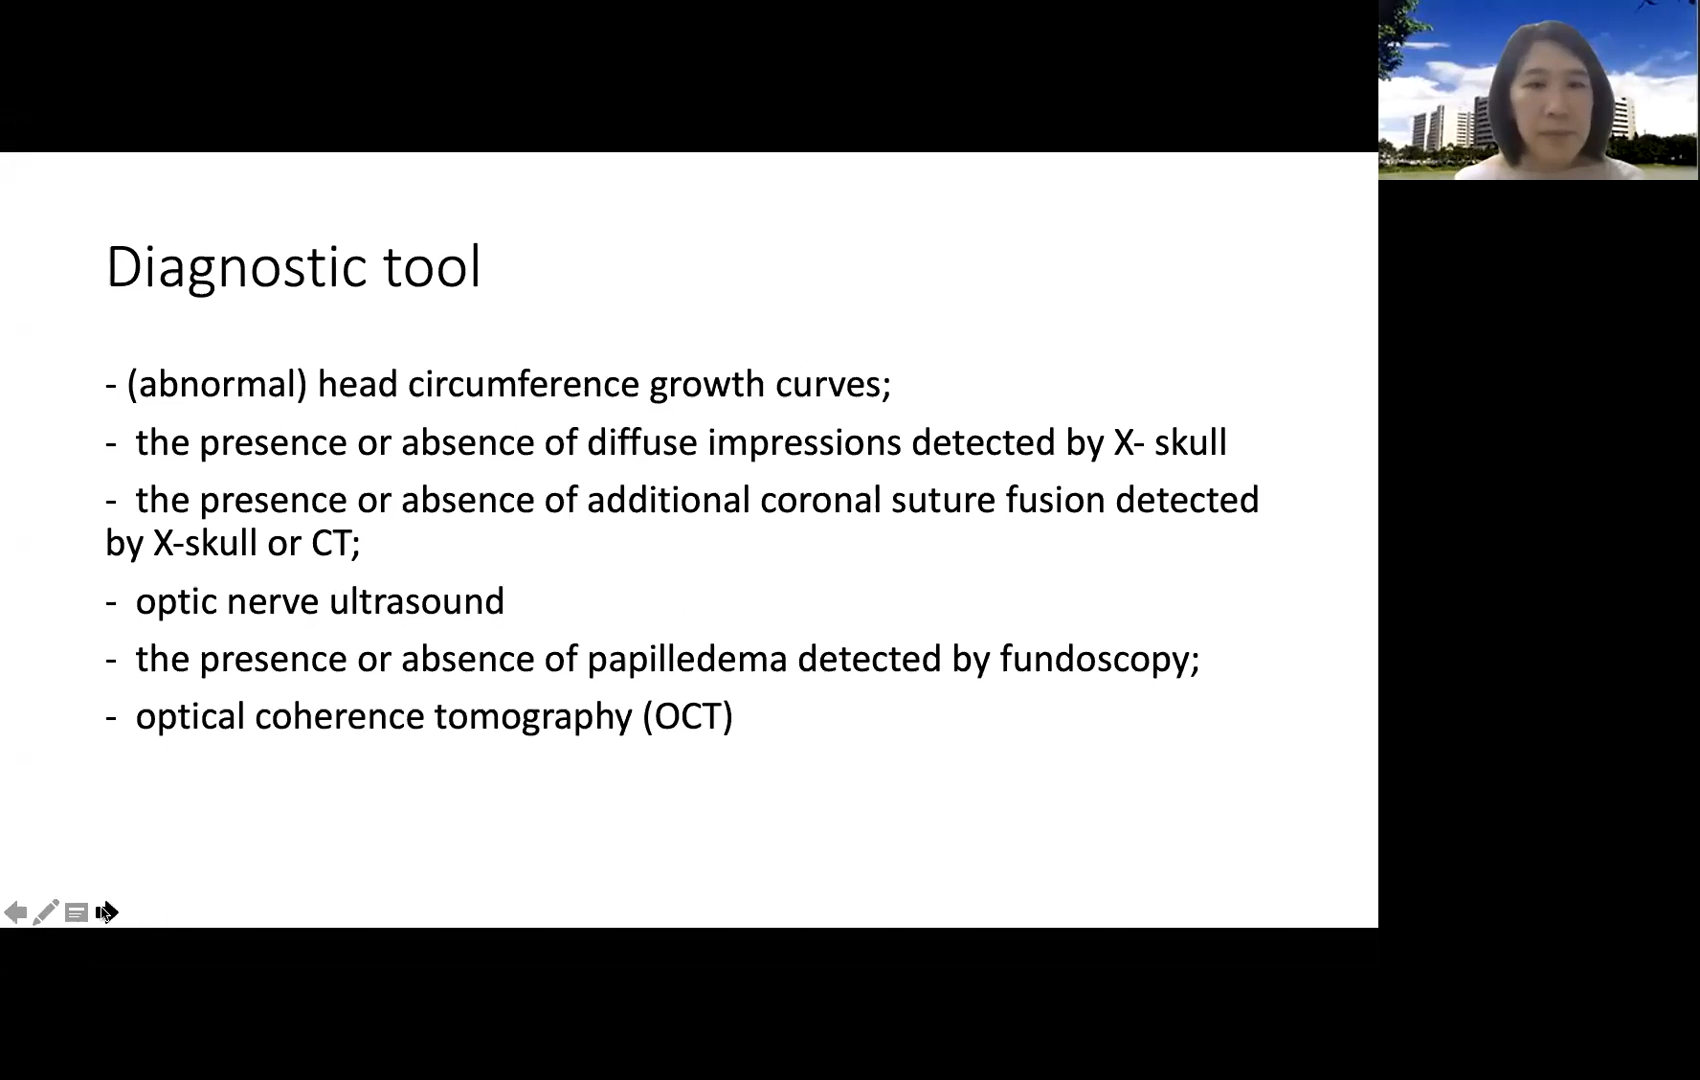 Diagnostic tool
- (abnormal) head circumference growth curves;
- the presence or absence of diffuse impressions detected by X- skull
- the presence or absence of additional coronal suture fusion detected
by X-skull or CT;
- optic nerve ultrasound
- the presence or absence of papilledema detected by fundoscopy;
- optical coherence tomography (OCT)